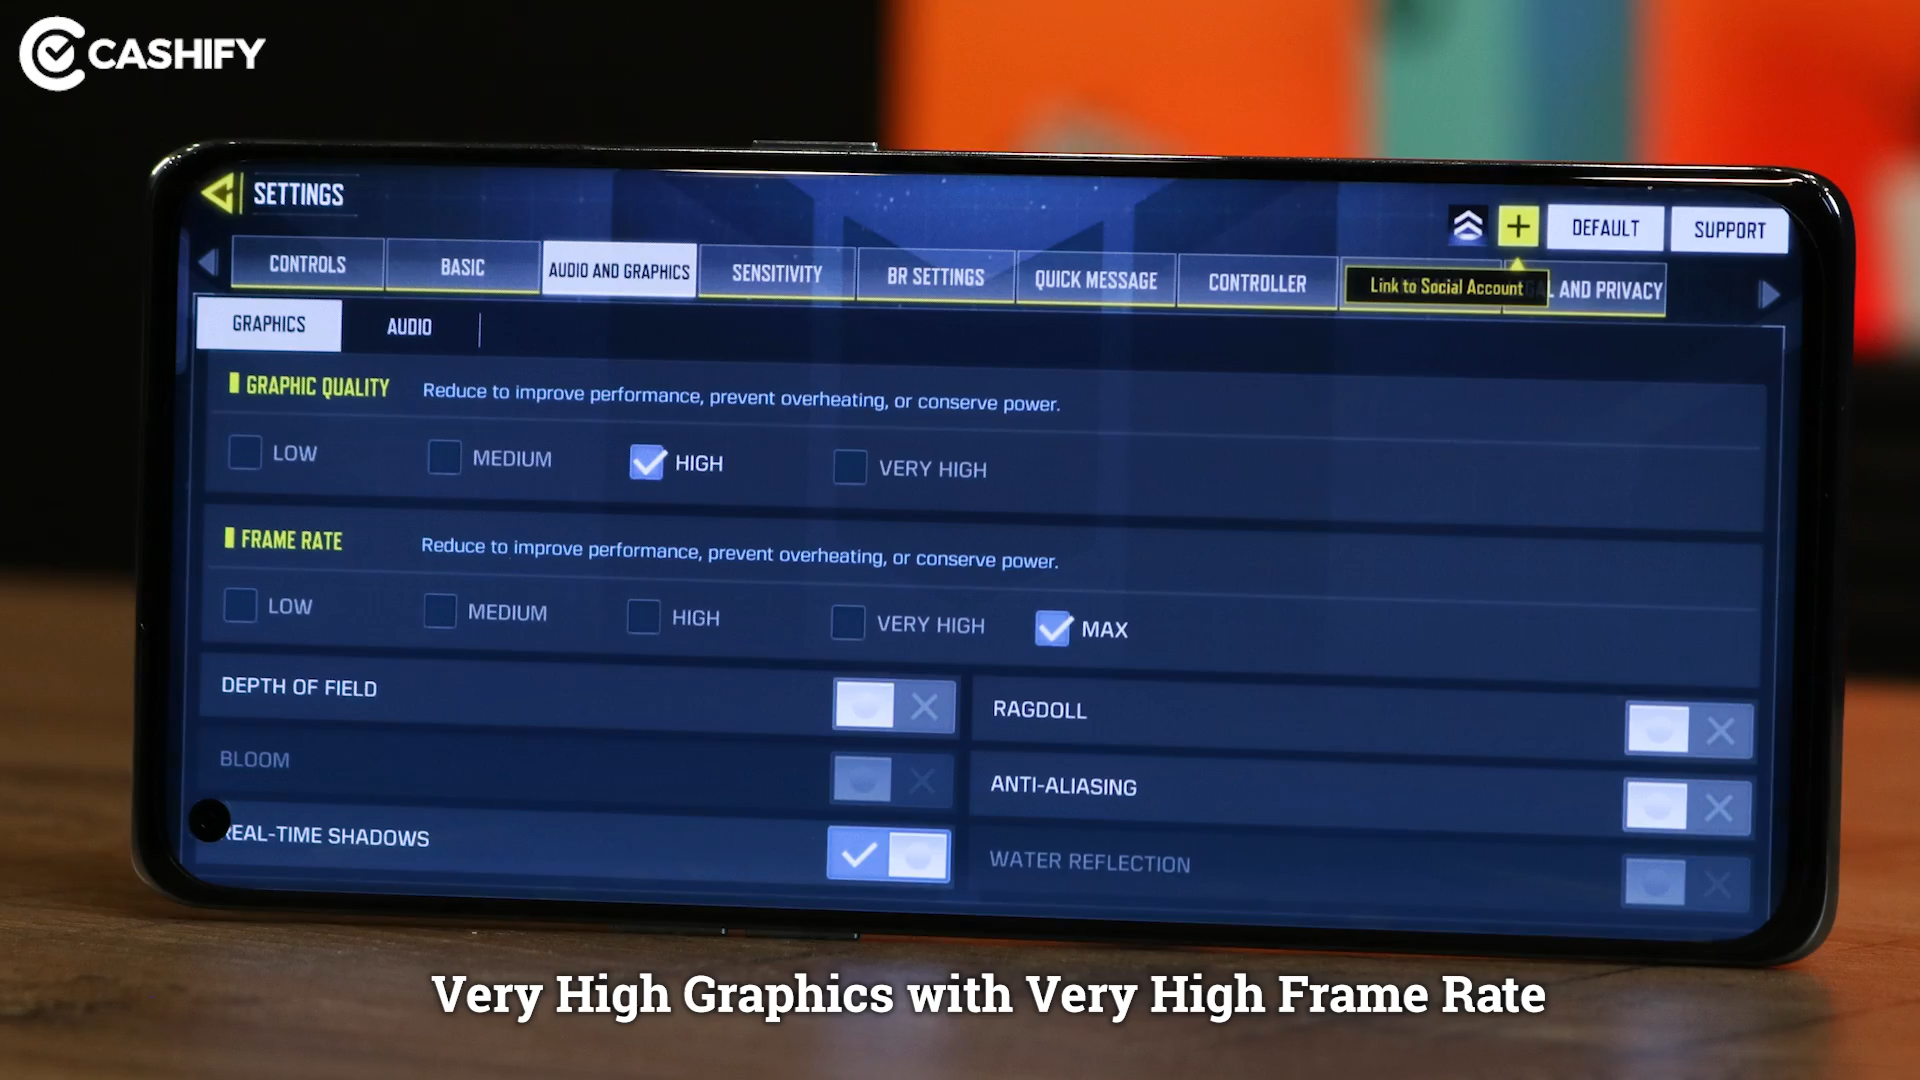 CASHIFY
SETTINGS
DEFAULT
SUPPORT
CONTROLS
BASIC
AUDIO AND GRAPHICS
SENSITIVITY
BR SETTINGS
QUICK MESSAGE
CONTROLLER
Link to Social Account
AND PRIVACY
GRAPHICS
AUDIO
GRAPHIC QUALITY
Reduce to improve performance, prevent overheating, or conserve power.
LOW
MEDIUM
HIGH
VERY HIGH
FRAME RATE
Reduce to improve performance, prevent overheating, or conserve power.
LOW
MEDIUM
HIGH
VERY HIGH
MAX
DEPTH OF FIELD
RAGDOLL
BLOOM
ANTI-ALIASING
REAL-TIME SHADOWS
WATER REFLECTION
Very High Graphics with Very High Frame Rate